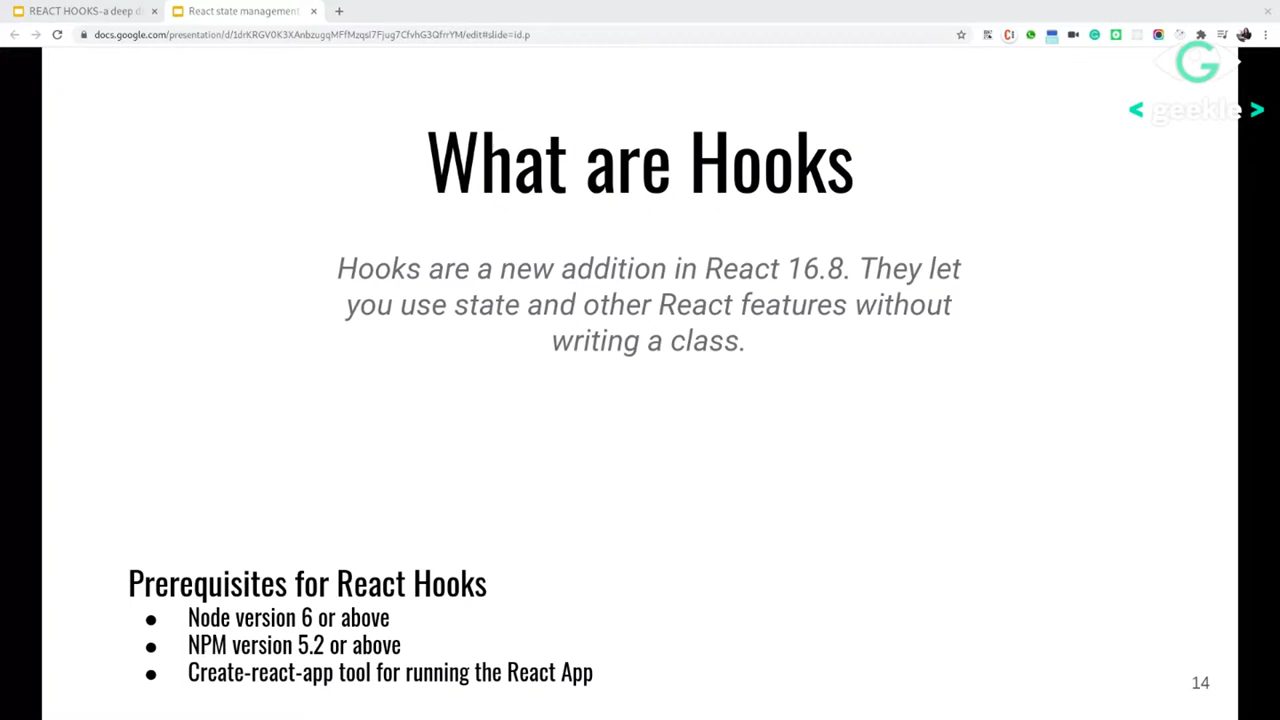 REACT HOOKS-a deep d
React state management
docs.google.com/presentation/d/1drKRGV0K3XAnbzugqMFfMzqsI7Fjug7CfvhG3QfrrYM/edit#slide=id.p
G
< geekle >
What are Hooks
Hooks are a new addition in React 16.8. They let
you use state and other React features without
writing a class.
Prerequisites for React Hooks
● Node version 6 or above
● NPM version 5.2 or above
● Create-react-app tool for running the React App
14